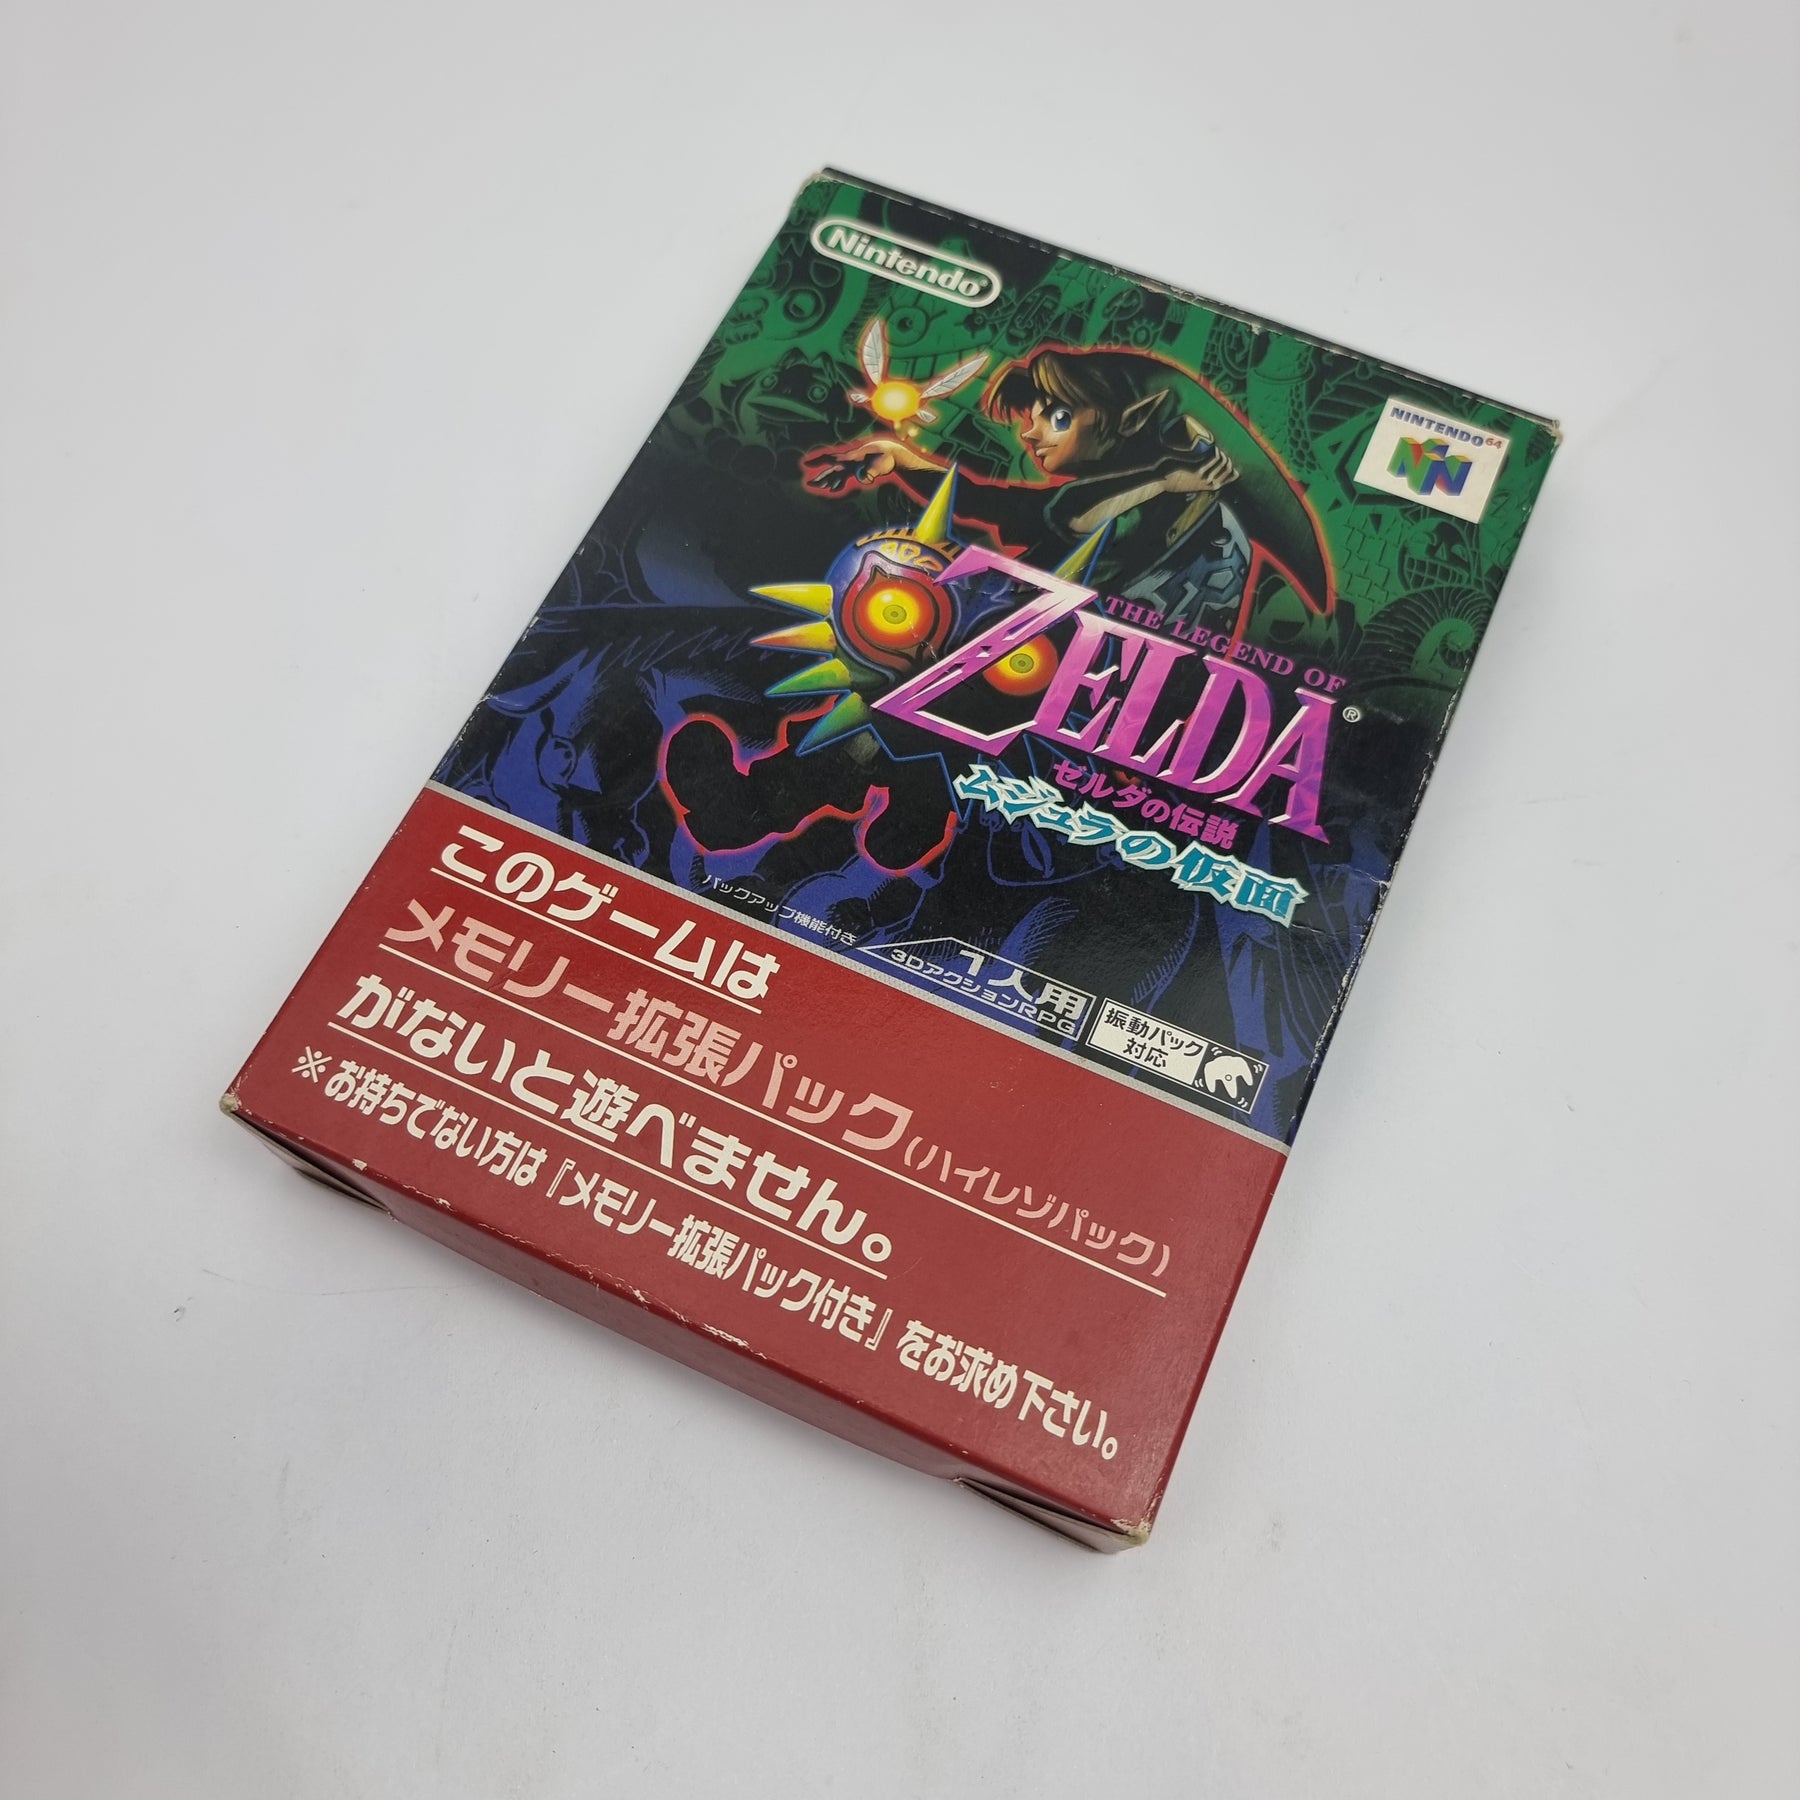 Nintendo®
NINTENDO 64
N
THE LEGEND OF
ZELDA®
ゼルダの伝説
ムジュラの仮面
バックアップ機能付き
1人用
3DアクションRPG
振動パック
対応
このゲームは
メモリー拡張パック(ハイレゾパック)
がないと遊べません。
※お持ちでない方は『メモリー拡張パック付き』をお求め下さい。